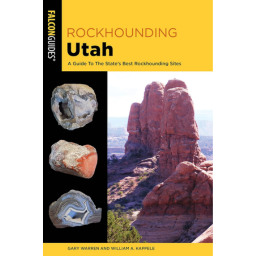 FALCONGUIDES®
ROCKHOUNDING
Utah
A Guide To The State's Best Rockhounding Sites
GARY WARREN AND WILLIAM A. KAPPELE